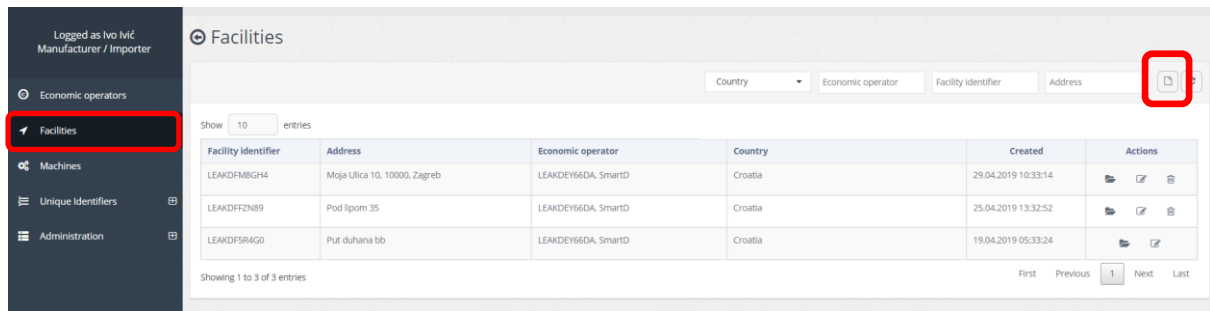 Logged as Ivo Ivić
Manufacturer / Importer
Economic operators
Facilities
Machines
Unique Identifiers
Administration
Facilities
Country Economic operator Facility identifier Address
Show 10 entries
Facility identifier Address Economic operator Country Created Actions
LEAKDFM8GH4 Moja Ulica 10, 10000, Zagreb LEAKDEY66DA, SmartD Croatia 29.04.2019 10:33:14
LEAKDFFZN89 Pod lipom 35 LEAKDEY66DA, SmartD Croatia 25.04.2019 13:32:52
LEAKDF5R4G0 Put duhana bb LEAKDEY66DA, SmartD Croatia 19.04.2019 05:33:24
Showing 1 to 3 of 3 entries
First Previous 1 Next Last